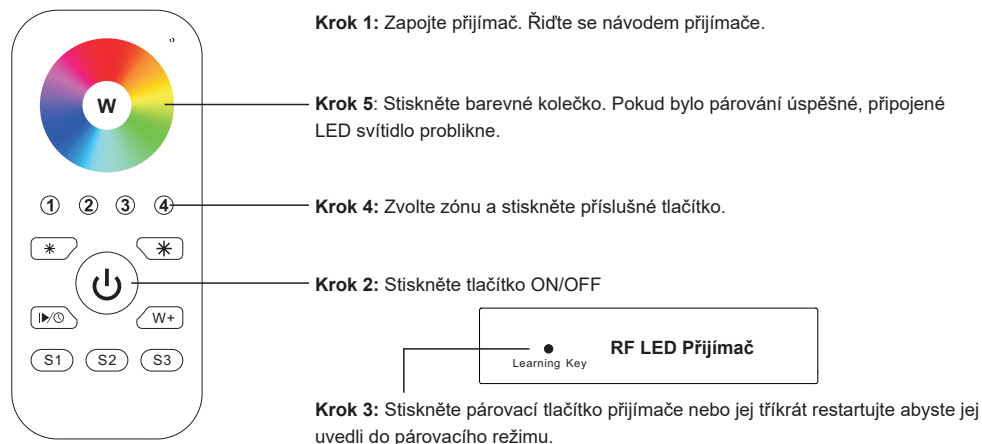 Krok 1: Zapojte přijímač. Řiďte se návodem přijímače.
W
Krok 5: Stiskněte barevné kolečko. Pokud bylo párování úspěšné, připojené
LED svítidlo problikne.
1 2 3 4
Krok 4: Zvolte zónu a stiskněte příslušné tlačítko.
Krok 2: Stiskněte tlačítko ON/OFF
W+
S1 S2 S3
RF LED Přijímač
Learning Key
Krok 3: Stiskněte párovací tlačítko přijímače nebo jej tříkrát restartujte abyste jej
uvedli do párovacího režimu.